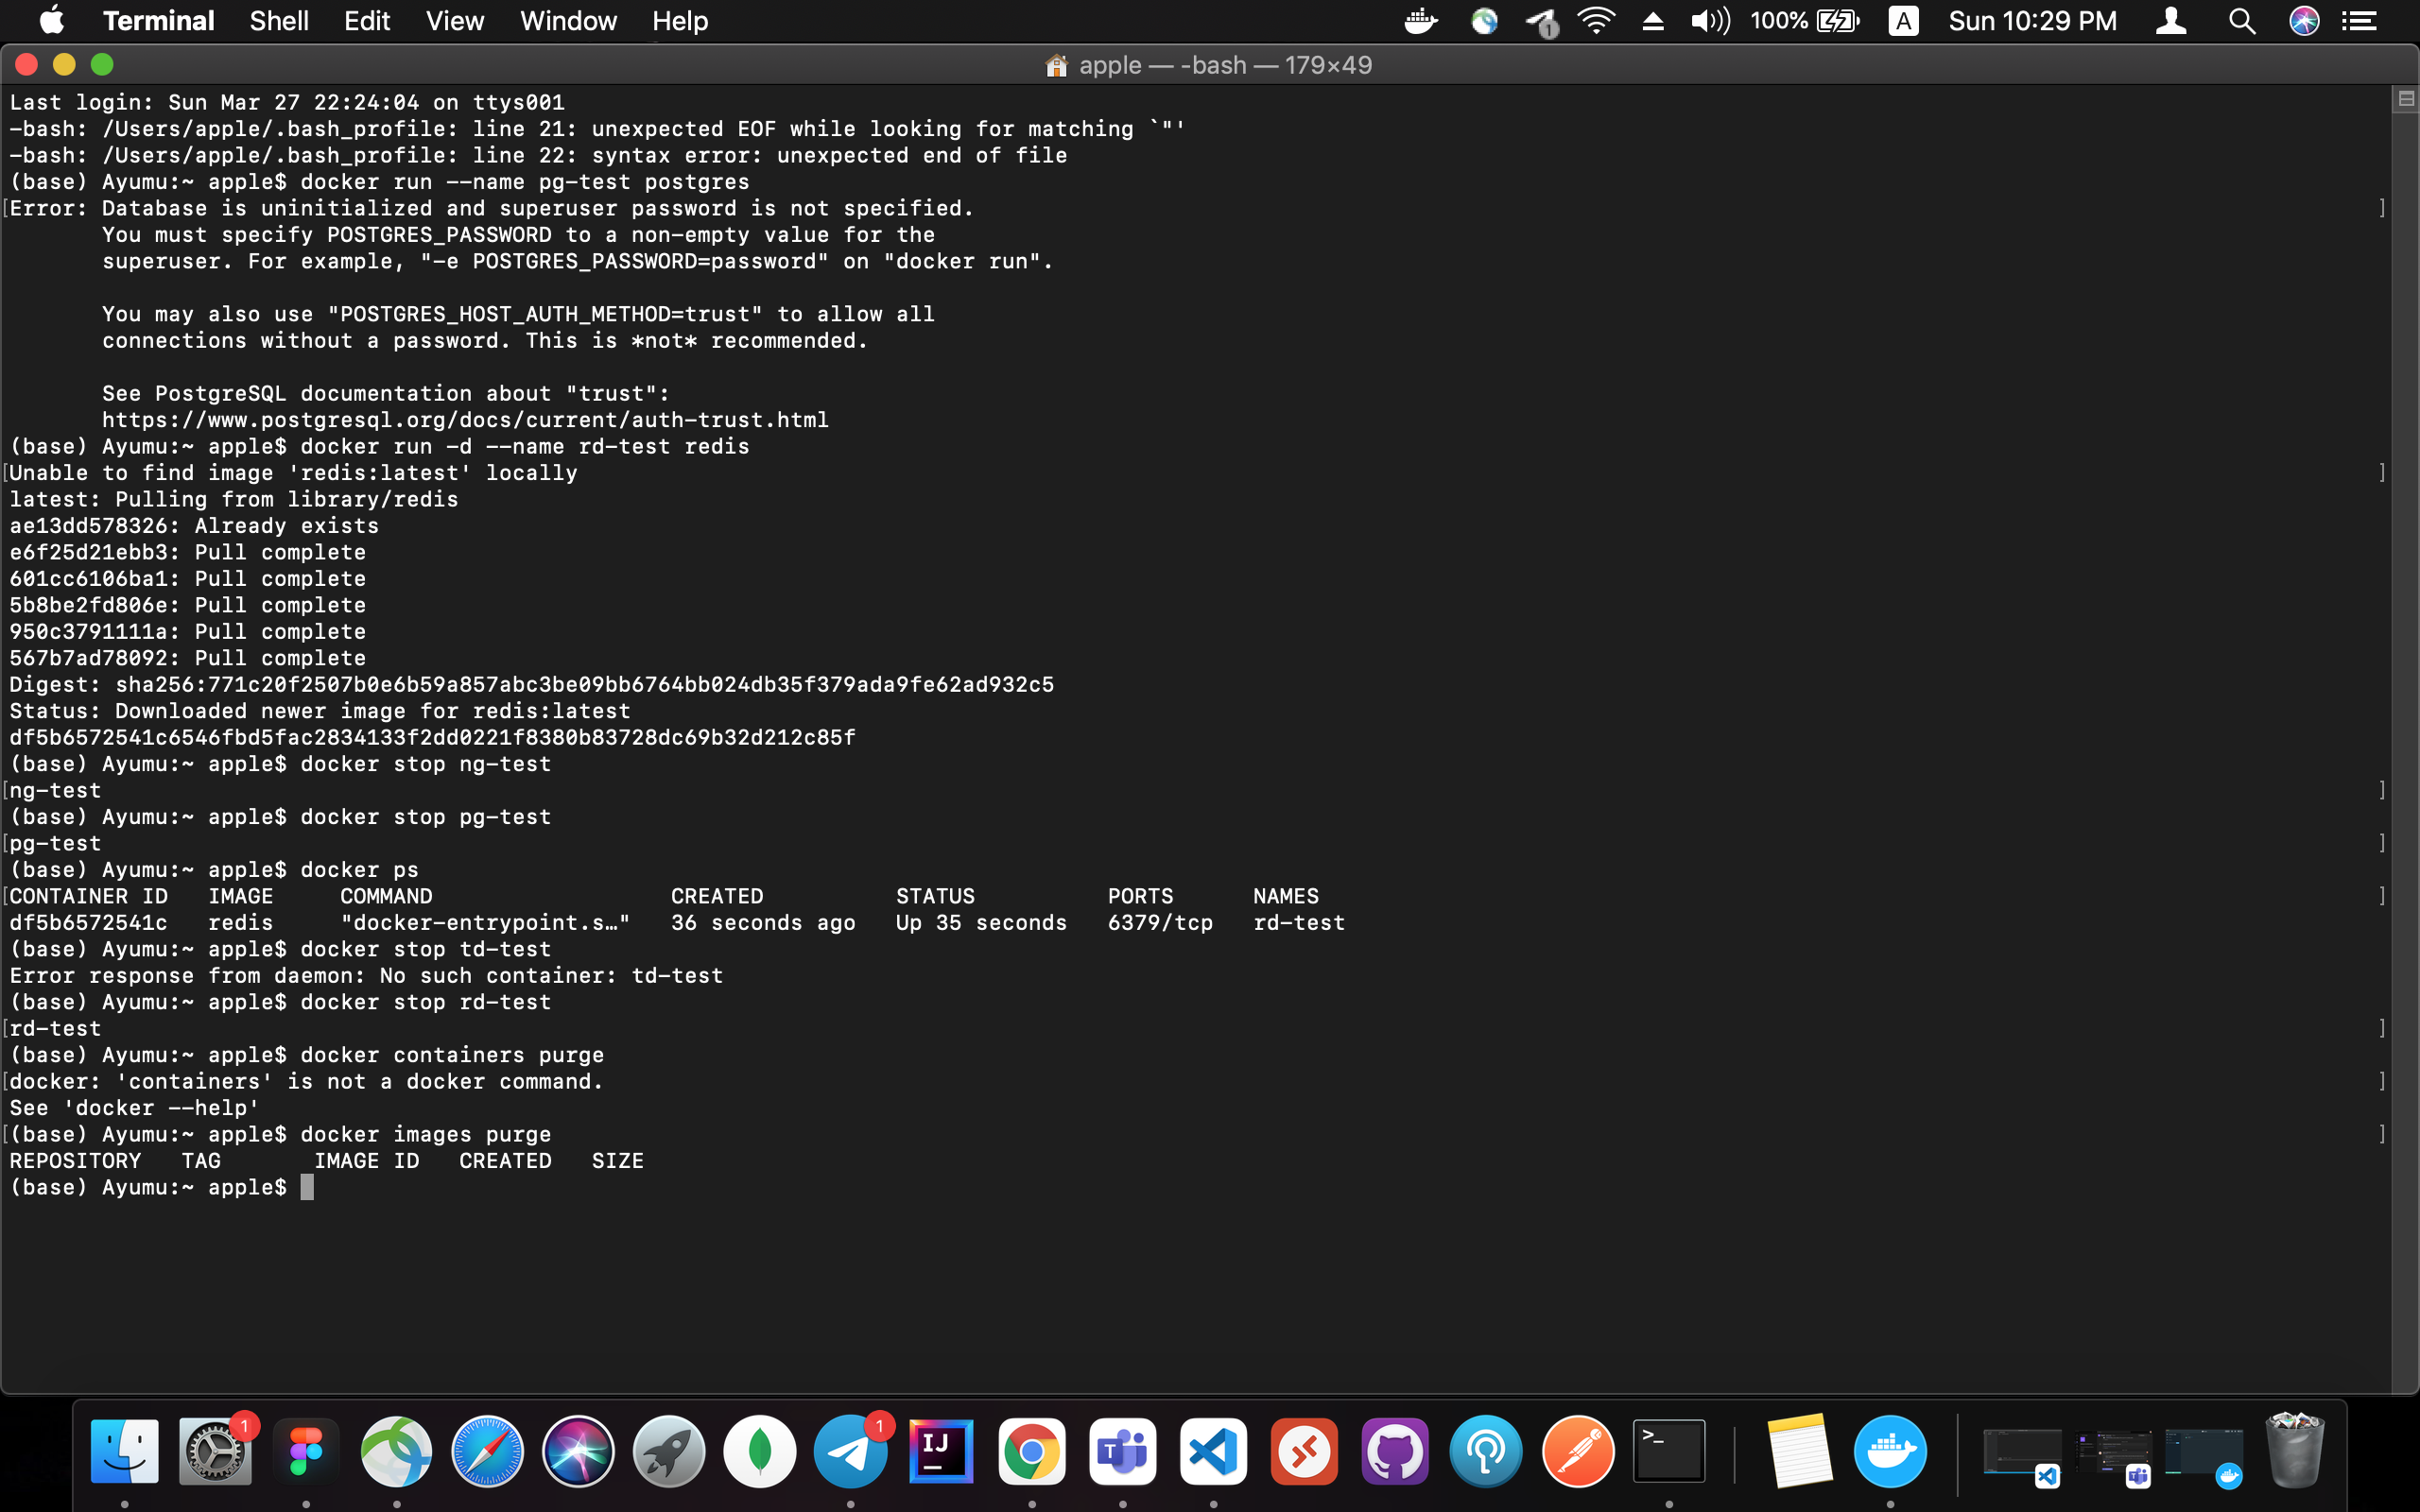 Terminal Shell Edit View Window Help 1 100% A Sun 10:29 PM
apple — -bash — 179×49
Last login: Sun Mar 27 22:24:04 on ttys001
-bash: /Users/apple/.bash_profile: line 21: unexpected EOF while looking for matching `"'
-bash: /Users/apple/.bash_profile: line 22: syntax error: unexpected end of file
(base) Ayumu:~ apple$ docker run --name pg-test postgres
[Error: Database is uninitialized and superuser password is not specified. ]
You must specify POSTGRES_PASSWORD to a non-empty value for the
superuser. For example, "-e POSTGRES_PASSWORD=password" on "docker run".
You may also use "POSTGRES_HOST_AUTH_METHOD=trust" to allow all
connections without a password. This is *not* recommended.
See PostgreSQL documentation about "trust":
https://www.postgresql.org/docs/current/auth-trust.html
(base) Ayumu:~ apple$ docker run -d --name rd-test redis
[Unable to find image 'redis:latest' locally ]
latest: Pulling from library/redis
ae13dd578326: Already exists
e6f25d21ebb3: Pull complete
601cc6106ba1: Pull complete
5b8be2fd806e: Pull complete
950c3791111a: Pull complete
567b7ad78092: Pull complete
Digest: sha256:771c20f2507b0e6b59a857abc3be09bb6764bb024db35f379ada9fe62ad932c5
Status: Downloaded newer image for redis:latest
df5b6572541c6546fbd5fac2834133f2dd0221f8380b83728dc69b32d212c85f
(base) Ayumu:~ apple$ docker stop ng-test
[ng-test ]
(base) Ayumu:~ apple$ docker stop pg-test
[pg-test ]
(base) Ayumu:~ apple$ docker ps
[CONTAINER ID IMAGE COMMAND CREATED STATUS PORTS NAMES ]
df5b6572541c redis "docker-entrypoint.s…" 36 seconds ago Up 35 seconds 6379/tcp rd-test
(base) Ayumu:~ apple$ docker stop td-test
Error response from daemon: No such container: td-test
(base) Ayumu:~ apple$ docker stop rd-test
[rd-test ]
(base) Ayumu:~ apple$ docker containers purge
[docker: 'containers' is not a docker command. ]
See 'docker --help'
[(base) Ayumu:~ apple$ docker images purge ]
REPOSITORY TAG IMAGE ID CREATED SIZE
(base) Ayumu:~ apple$
1 1 IJ T >_